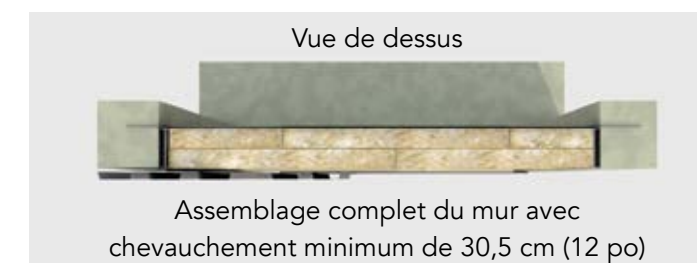 Vue de dessus
Assemblage complet du mur avec
chevauchement minimum de 30,5 cm (12 po)